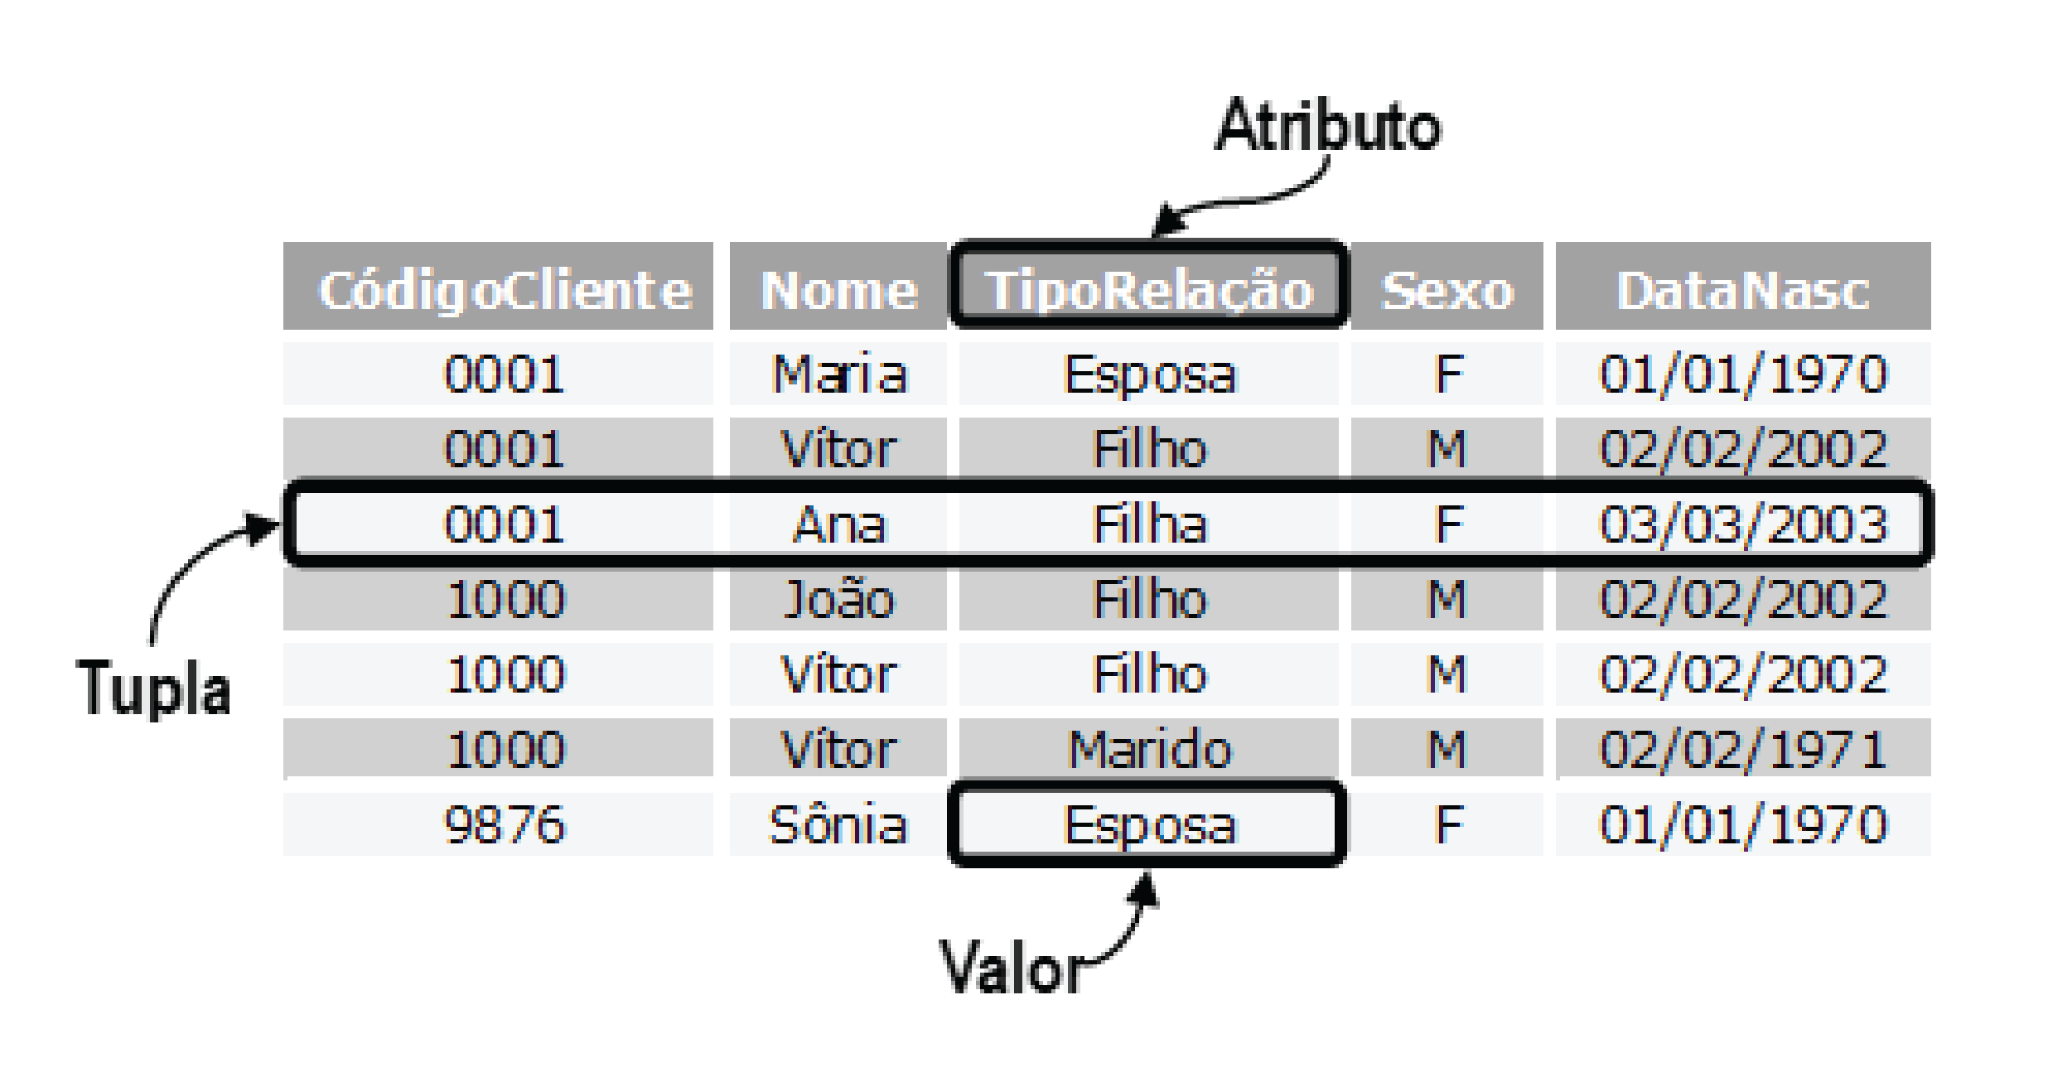 Atributo
CódigoCliente Nome TipoRelação Sexo DataNasc
0001 Maria Esposa F 01/01/1970
0001 Vítor Filho M 02/02/2002
0001 Ana Filha F 03/03/2003
1000 João Filho M 02/02/2002
Tupla
1000 Vítor Filho M 02/02/2002
1000 Vítor Marido M 02/02/1971
9876 Sônia Esposa F 01/01/1970
Valor